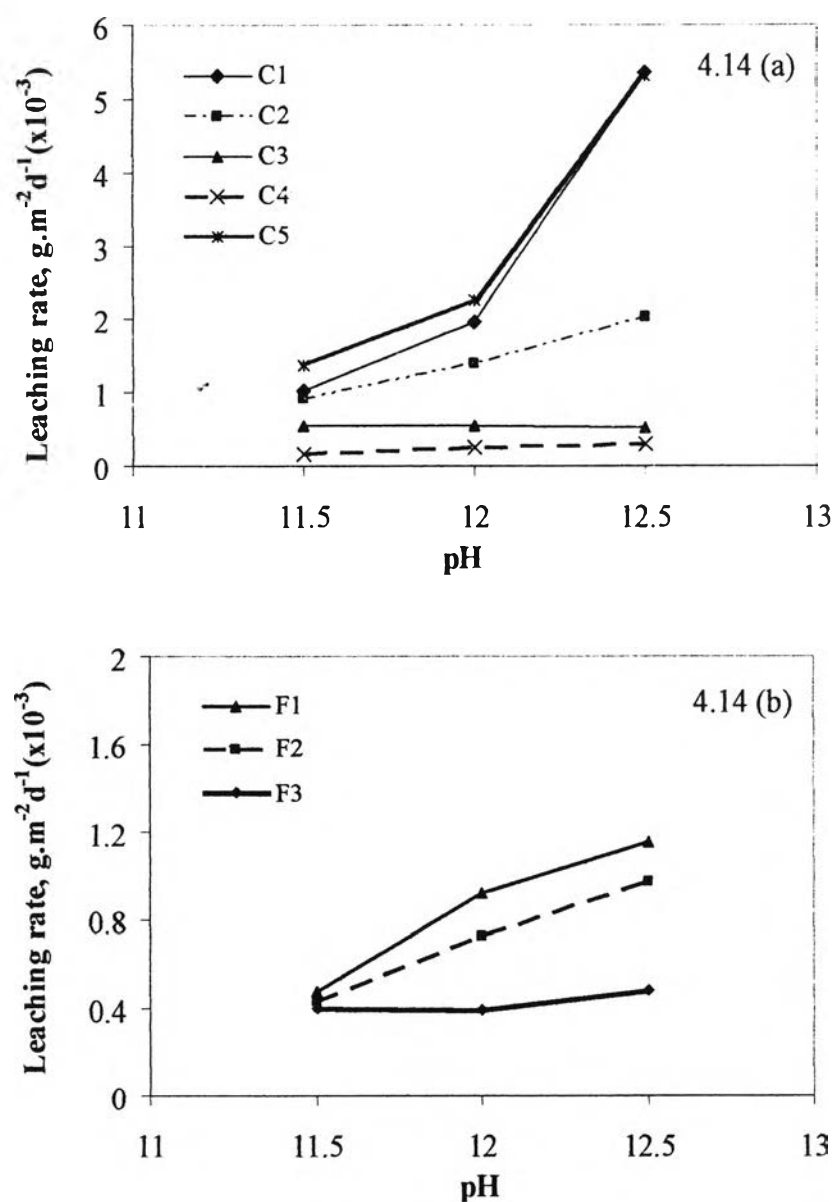 4.14 (a)
C1
C2
C3
C4
C5
6
5
4
3
2
1
0
Leaching rate, g.m⁻²d⁻¹(x10⁻³)
11 11.5 12 12.5 13
pH
4.14 (b)
F1
F2
F3
2
1.6
1.2
0.8
0.4
0
Leaching rate, g.m⁻²d⁻¹(x10⁻³)
11 11.5 12 12.5 13
pH